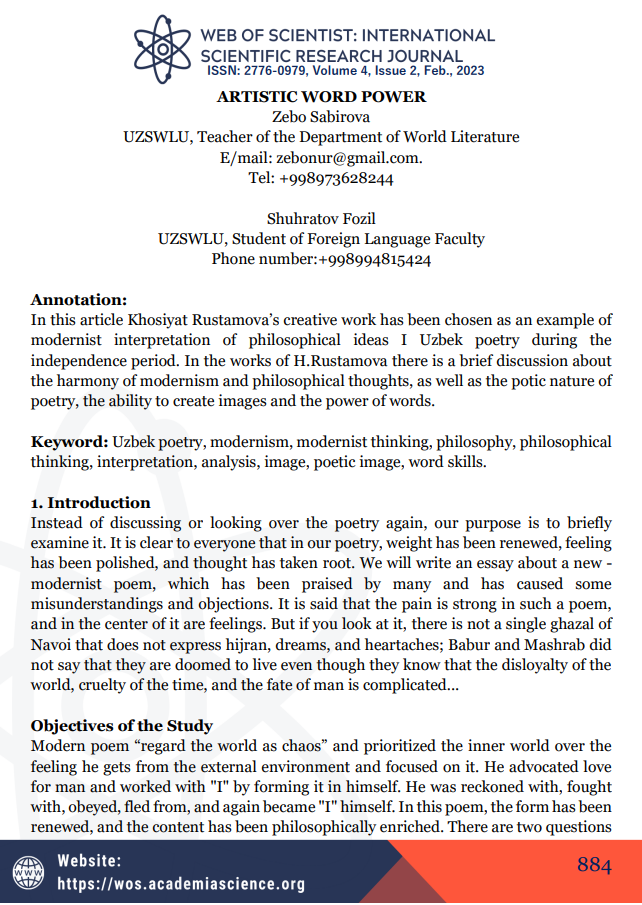 WEB OF SCIENTIST: INTERNATIONAL
SCIENTIFIC RESEARCH JOURNAL
ISSN: 2776-0979, Volume 4, Issue 2, Feb., 2023
ARTISTIC WORD POWER
Zebo Sabirova
UZSWLU, Teacher of the Department of World Literature
E/mail: zebonur@gmail.com.
Tel: +998973628244
Shuhratov Fozil
UZSWLU, Student of Foreign Language Faculty
Phone number:+998994815424
Annotation:
In this article Khosiyat Rustamova’s creative work has been chosen as an example of
modernist interpretation of philosophical ideas I Uzbek poetry during the
independence period. In the works of H.Rustamova there is a brief discussion about
the harmony of modernism and philosophical thoughts, as well as the potic nature of
poetry, the ability to create images and the power of words.
Keyword: Uzbek poetry, modernism, modernist thinking, philosophy, philosophical
thinking, interpretation, analysis, image, poetic image, word skills.
1. Introduction
Instead of discussing or looking over the poetry again, our purpose is to briefly
examine it. It is clear to everyone that in our poetry, weight has been renewed, feeling
has been polished, and thought has taken root. We will write an essay about a new -
modernist poem, which has been praised by many and has caused some
misunderstandings and objections. It is said that the pain is strong in such a poem,
and in the center of it are feelings. But if you look at it, there is not a single ghazal of
Navoi that does not express hijran, dreams, and heartaches; Babur and Mashrab did
not say that they are doomed to live even though they know that the disloyalty of the
world, cruelty of the time, and the fate of man is complicated...
Objectives of the Study
Modern poem “regard the world as chaos” and prioritized the inner world over the
feeling he gets from the external environment and focused on it. He advocated love
for man and worked with "I" by forming it in himself. He was reckoned with, fought
with, obeyed, fled from, and again became "I" himself. In this poem, the form has been
renewed, and the content has been philosophically enriched. There are two questions
Website:
https://wos.academiascience.org
884
WWW